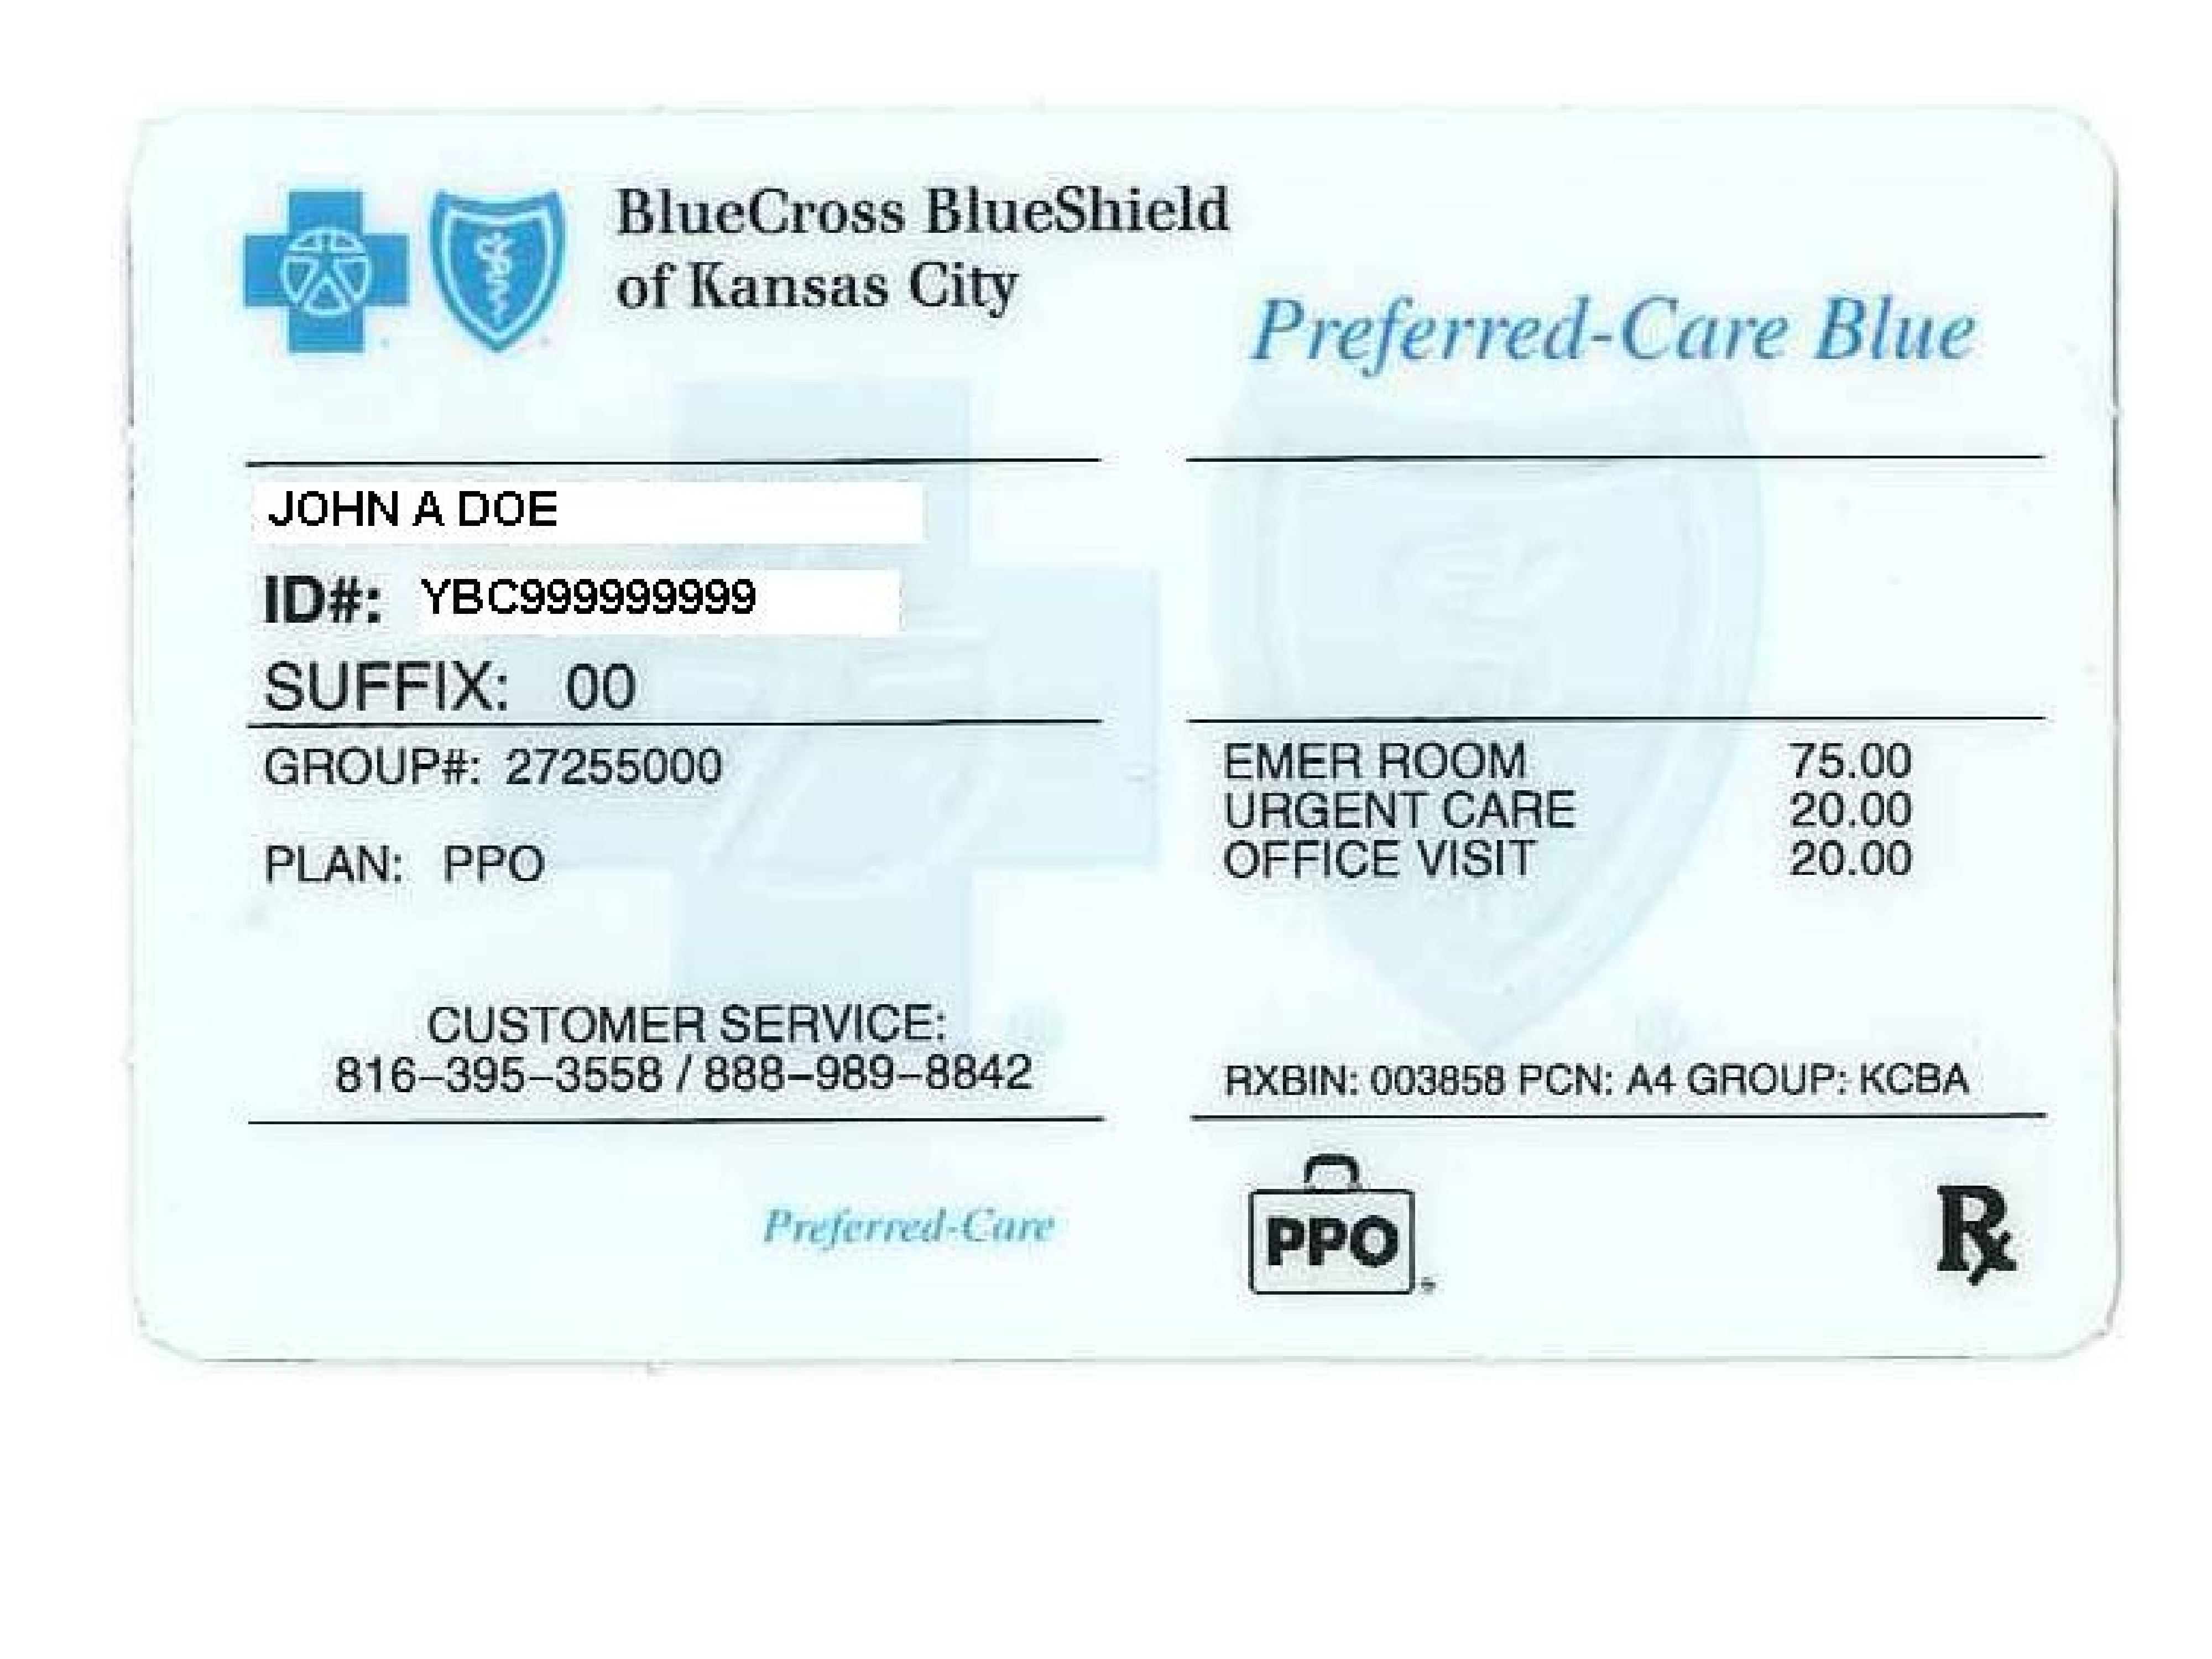 BlueCross BlueShield
of Kansas City
Preferred-Care Blue
JOHN A DOE
ID#: YBC999999999
SUFFIX: 00
GROUP#: 27255000
PLAN: PPO
CUSTOMER SERVICE:
816–395–3558 / 888–989–8842
EMER ROOM 75.00
URGENT CARE 20.00
OFFICE VISIT 20.00
RXBIN: 003858 PCN: A4 GROUP: KCBA
Preferred-Care
PPO
Rx